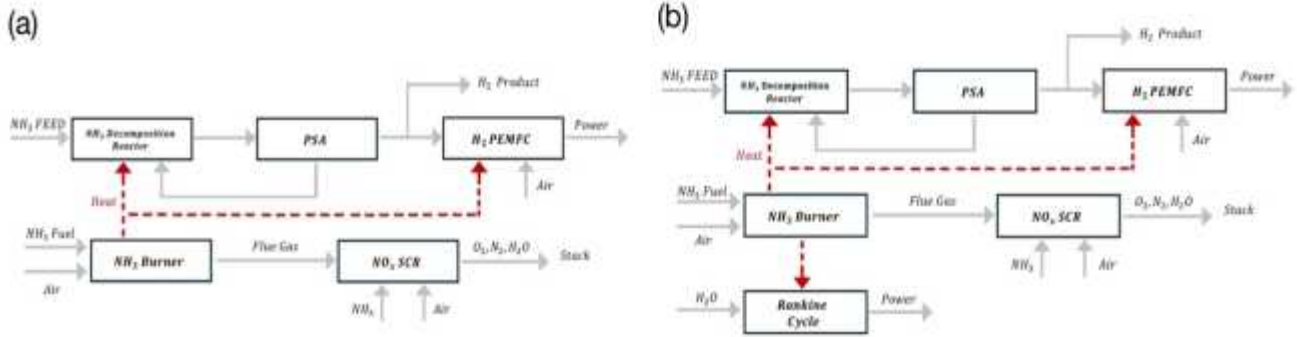 (a)
H₂ Product
NH₃ FEED
NH₃ Decomposition
Reactor
PSA
H₂ PEMFC
Power
Heat
Air
NH₃ Fuel
Air
NH₃ Burner
Flue Gas
NOₓ SCR
O₂, N₂, H₂O
Stack
NH₃
Air
(b)
H₂ Product
NH₃ FEED
NH₃ Decomposition
Reactor
PSA
H₂ PEMFC
Power
Heat
Air
NH₃ Fuel
Air
NH₃ Burner
Flue Gas
NOₓ SCR
O₂, N₂, H₂O
Stack
NH₃
Air
H₂O
Rankine
Cycle
Power